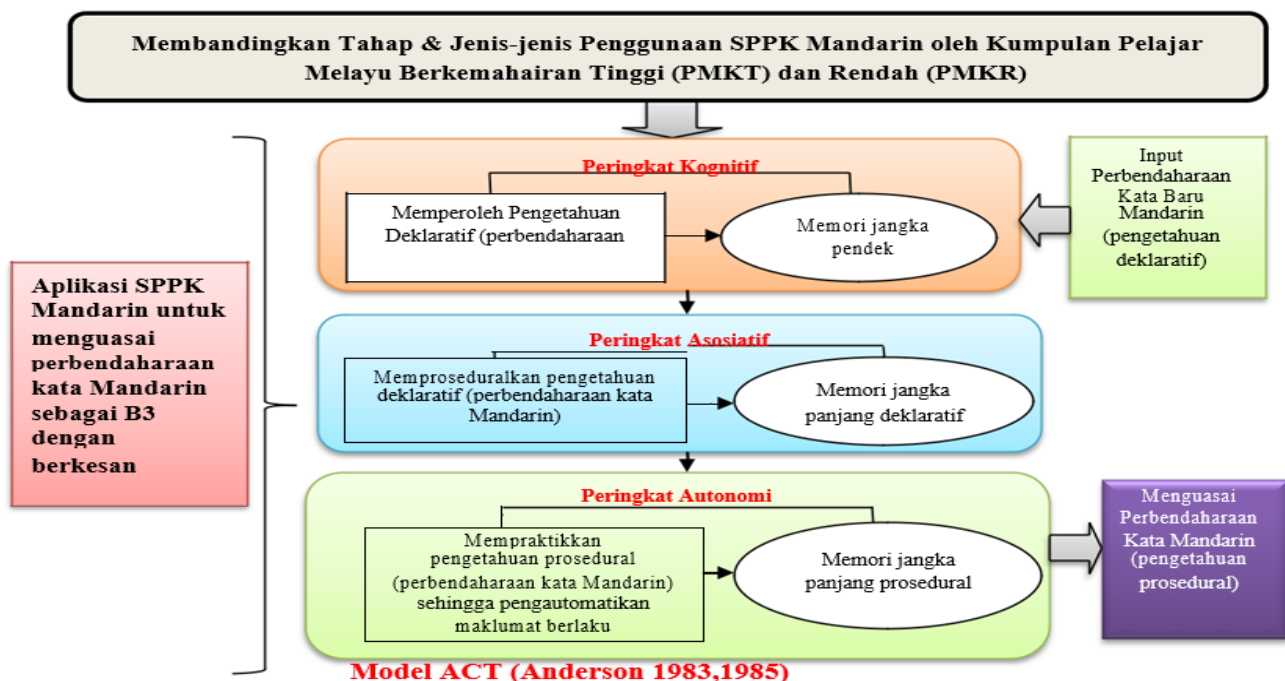 Membandingkan Tahap & Jenis-jenis Penggunaan SPPK Mandarin oleh Kumpulan Pelajar
Melayu Berkemahairan Tinggi (PMKT) dan Rendah (PMKR)
Peringkat Kognitif
Memperoleh Pengetahuan
Deklaratif (perbendaharaan
Memori jangka
pendek
Input
Perbendaharaan
Kata Baru
Mandarin
(pengetahuan
deklaratif)
Aplikasi SPPK
Mandarin untuk
menguasai
perbendaharaan
kata Mandarin
sebagai B3
dengan
berkesan
Peringkat Asosiatif
Memproseduralkan pengetahuan
deklaratif (perbendaharaan kata
Mandarin)
Memori jangka
panjang deklaratif
Peringkat Autonomi
Mempraktikkan
pengetahuan prosedural
(perbendaharaan kata Mandarin)
sehingga pengautomatikan
maklumat berlaku
Memori jangka
panjang prosedural
Menguasai
Perbendaharaan
Kata Mandarin
(pengetahuan
prosedural)
Model ACT (Anderson 1983,1985)